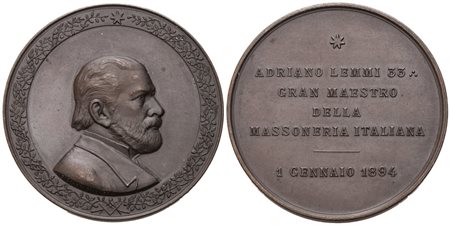 ADRIANO LEMMI 33∴
GRAN MAESTRO
DELLA
MASSONERIA ITALIANA
1 GENNAIO 1894